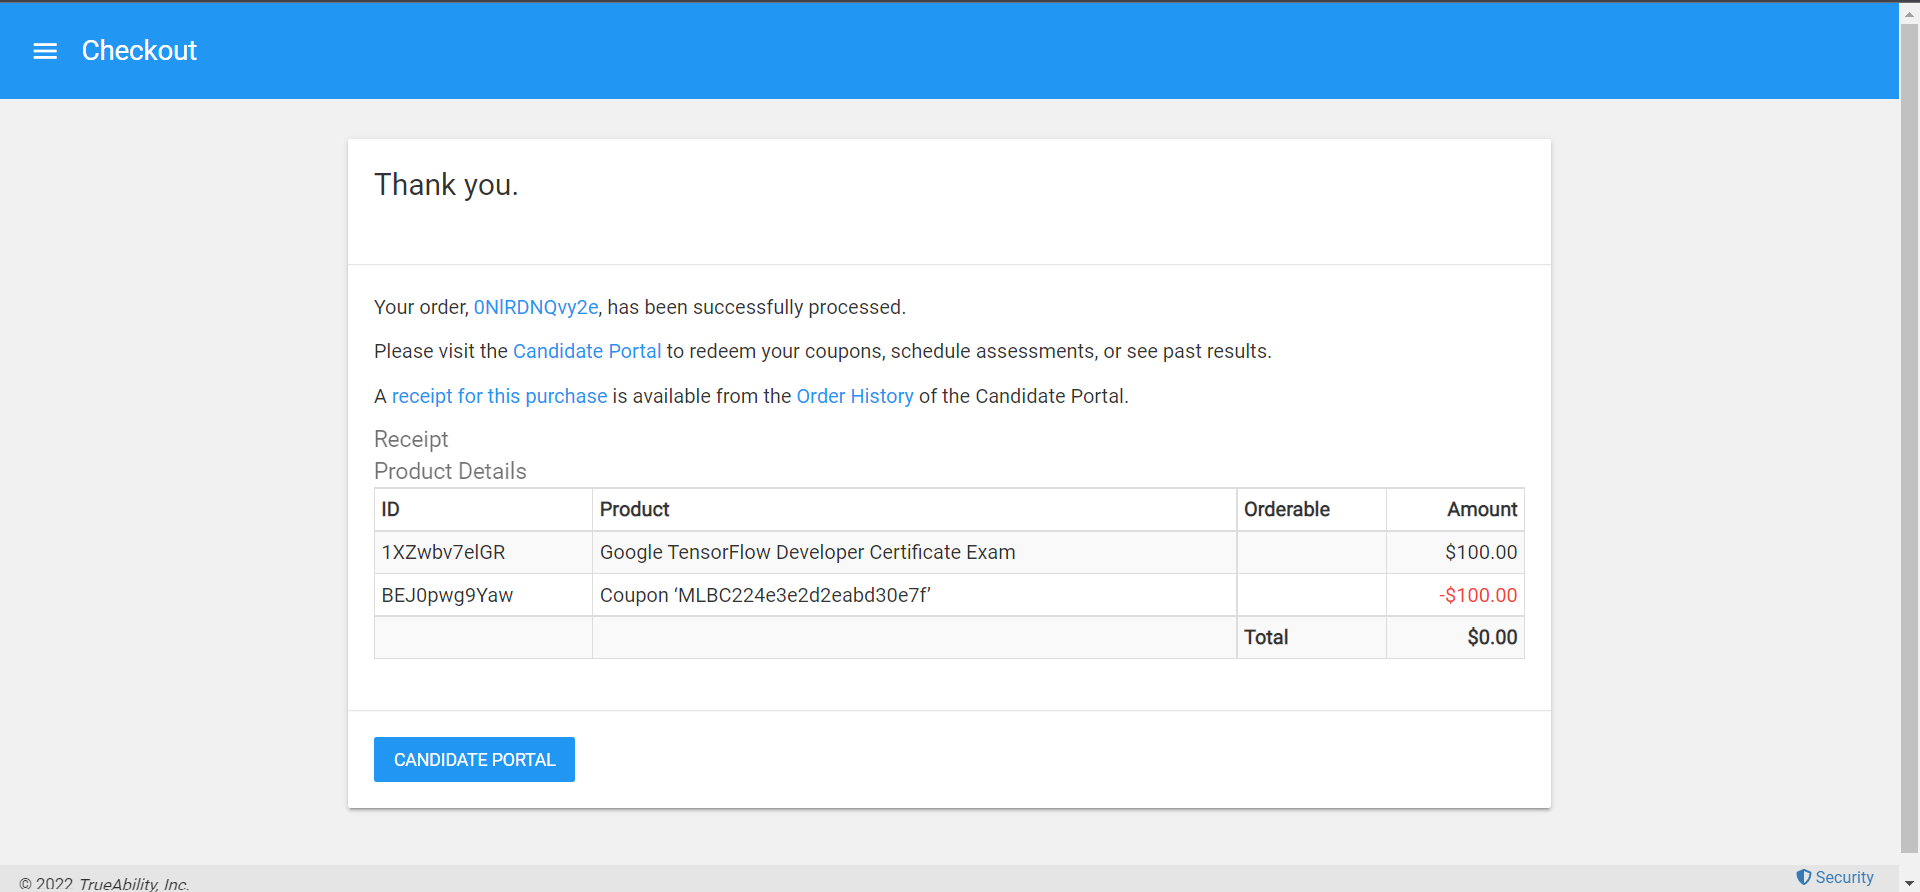 Checkout
Thank you.
Your order, 0NlRDNQvy2e, has been successfully processed.
Please visit the Candidate Portal to redeem your coupons, schedule assessments, or see past results.
A receipt for this purchase is available from the Order History of the Candidate Portal.
Receipt
Product Details
ID Product Orderable Amount
1XZwbv7elGR Google TensorFlow Developer Certificate Exam $100.00
BEJ0pwg9Yaw Coupon ‘MLBC224e3e2d2eabd30e7f’ -$100.00
Total $0.00
CANDIDATE PORTAL
© 2022 TrueAbility, Inc. Security